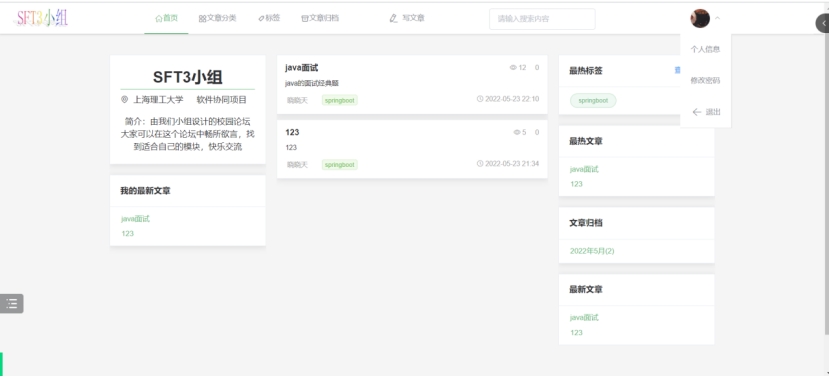 SFT3小组
首页
文章分类
标签
文章归档
写文章
请输入搜索内容
个人信息
修改密码
退出
SFT3小组
上海理工大学 软件协同项目
简介：由我们小组设计的校园论坛
大家可以在这个论坛中畅所欲言，找
到适合自己的模块，快乐交流
我的最新文章
java面试
123
java面试
12 0
java的面试经典题
晓晓天 springboot
2022-05-23 22:10
123
5 0
123
晓晓天 springboot
2022-05-23 21:34
最热标签
springboot
最热文章
java面试
123
文章归档
2022年5月(2)
最新文章
java面试
123